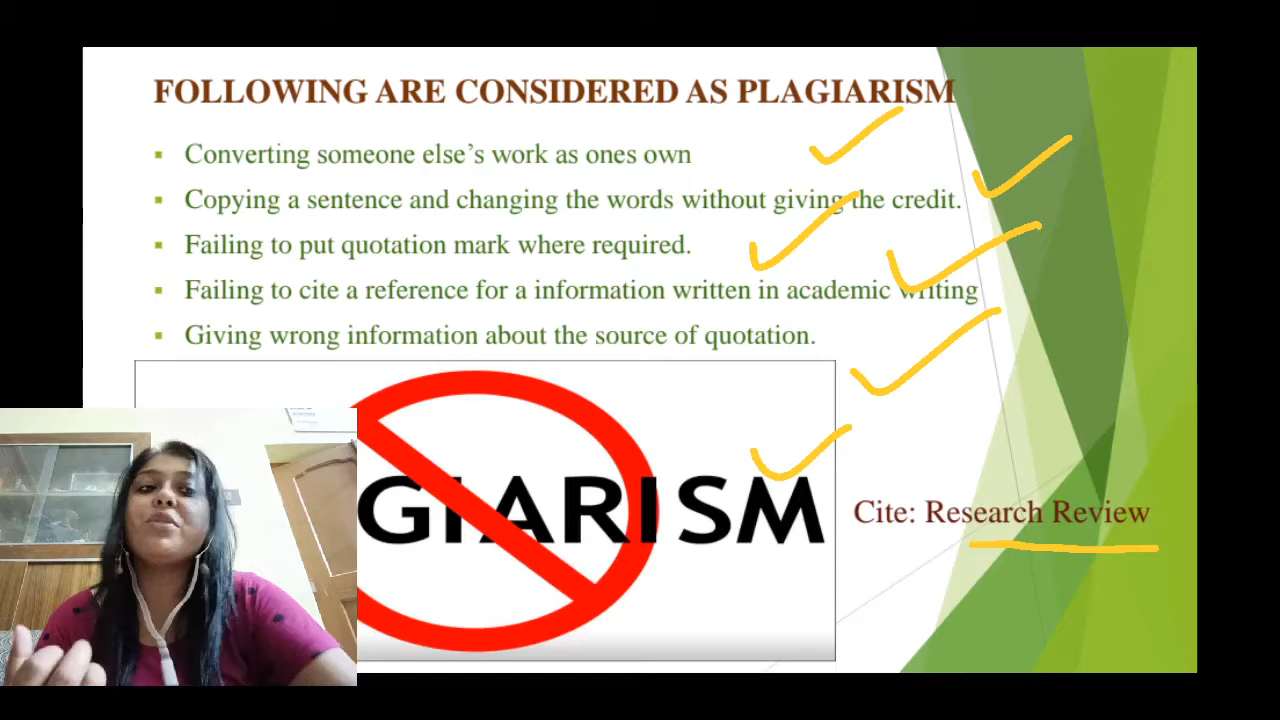 FOLLOWING ARE CONSIDERED AS PLAGIARISM
Converting someone else's work as ones own
Copying a sentence and changing the words without giving the credit.
Failing to put quotation mark where required.
Failing to cite a reference for a information written in academic writing
Giving wrong information about the source of quotation.
GIARISM
Cite: Research Review